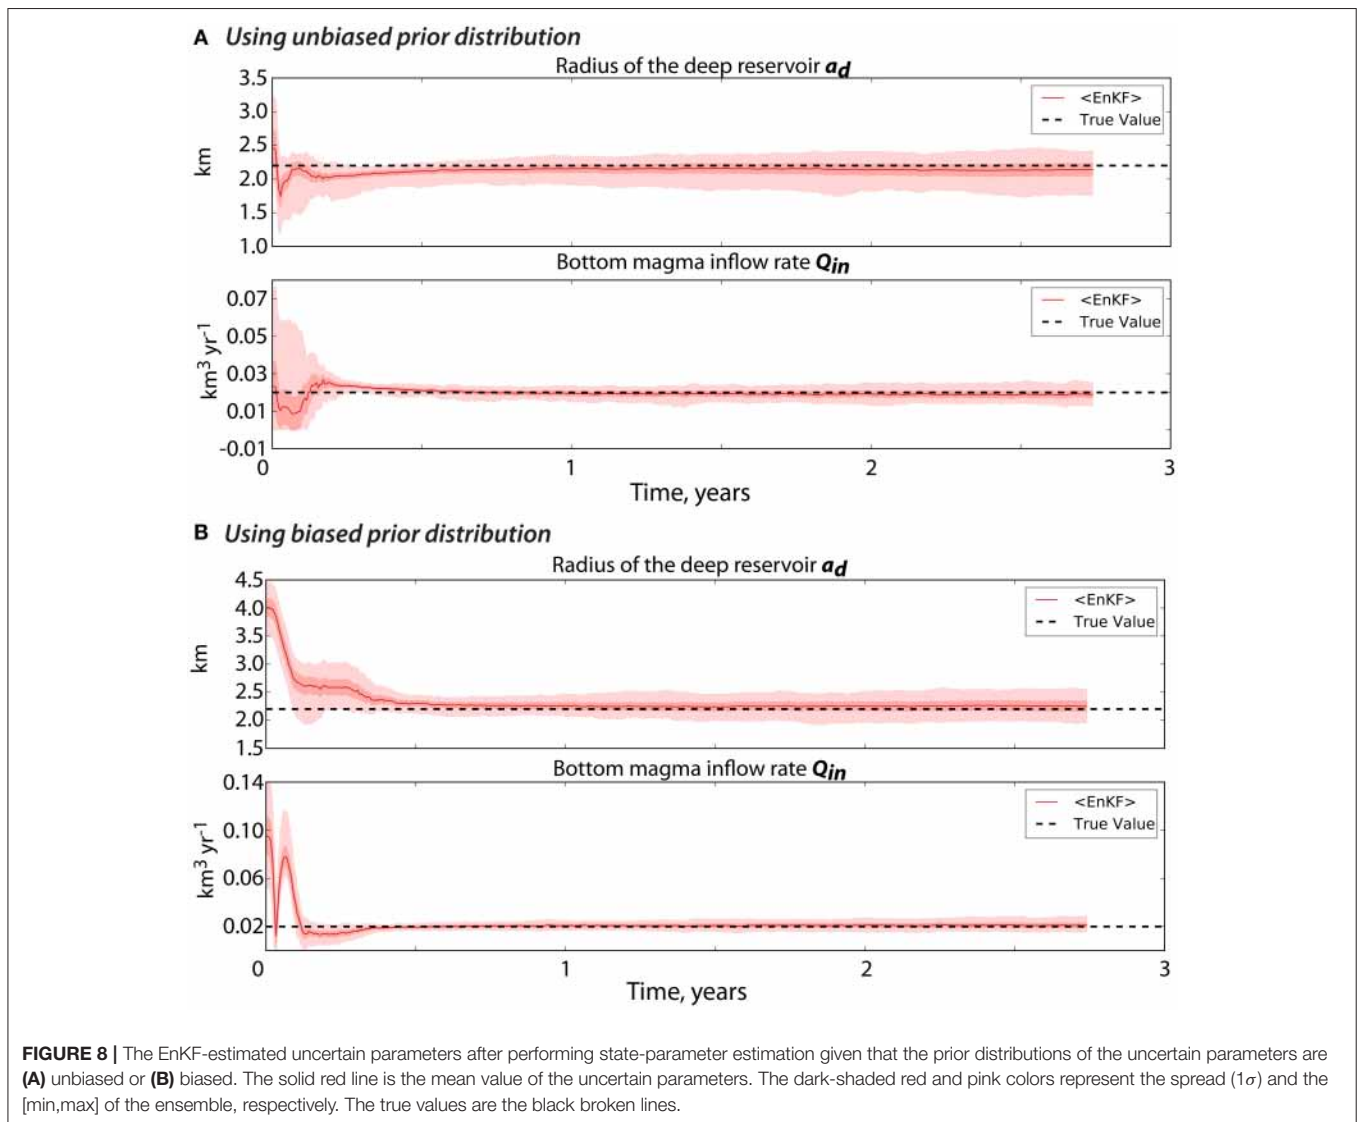 A Using unbiased prior distribution
Radius of the deep reservoir ad
3.5
3.0
2.5
2.0
1.5
1.0
km
<EnKF>
True Value
Bottom magma inflow rate Qin
0.07
0.05
0.03
0.01
-0.01
km3 yr-1
<EnKF>
True Value
0 1 2 3
Time, years
B Using biased prior distribution
Radius of the deep reservoir ad
4.5
4.0
3.5
3.0
2.5
2.0
1.5
km
<EnKF>
True Value
Bottom magma inflow rate Qin
0.14
0.10
0.06
0.02
km3 yr-1
<EnKF>
True Value
0 1 2 3
Time, years
FIGURE 8 | The EnKF-estimated uncertain parameters after performing state-parameter estimation given that the prior distributions of the uncertain parameters are
(A) unbiased or (B) biased. The solid red line is the mean value of the uncertain parameters. The dark-shaded red and pink colors represent the spread (1σ) and the
[min,max] of the ensemble, respectively. The true values are the black broken lines.